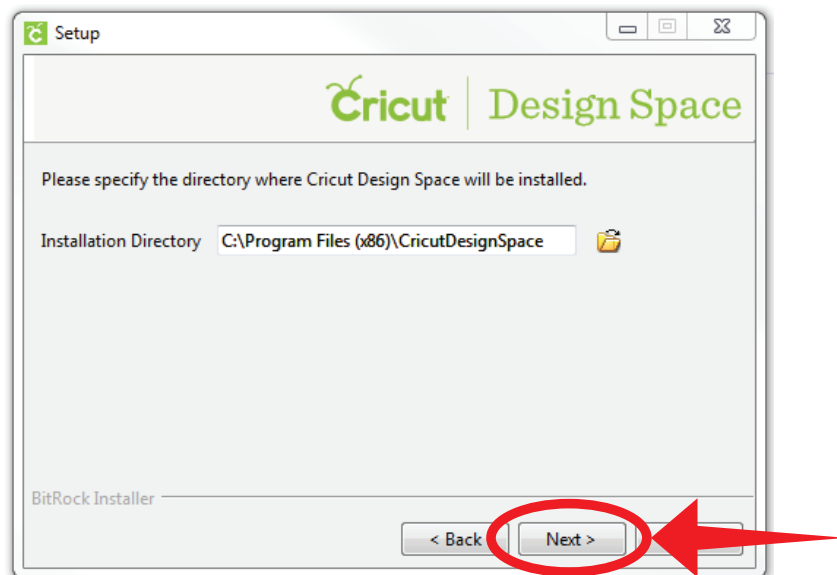 Setup
Cricut Design Space
Please specify the directory where Cricut Design Space will be installed.
Installation Directory C:\Program Files (x86)\CricutDesignSpace
BitRock Installer
< Back Next >